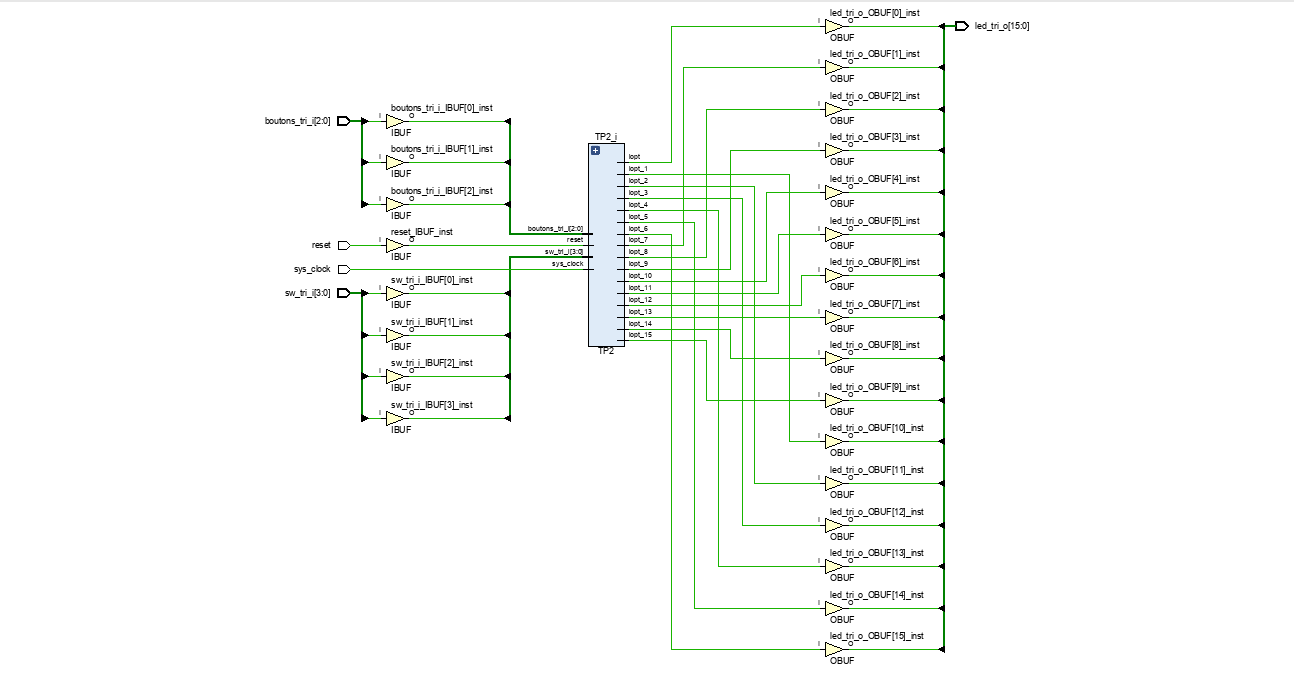 boutons_tri_i[2:0]
I
O
boutons_tri_i_IBUF[0]_inst
IBUF
I
O
boutons_tri_i_IBUF[1]_inst
IBUF
I
O
boutons_tri_i_IBUF[2]_inst
IBUF
reset
I
O
reset_IBUF_inst
IBUF
sys_clock
sw_tri_i[3:0]
I
O
sw_tri_i_IBUF[0]_inst
IBUF
I
O
sw_tri_i_IBUF[1]_inst
IBUF
I
O
sw_tri_i_IBUF[2]_inst
IBUF
I
O
sw_tri_i_IBUF[3]_inst
IBUF
TP2_i
boutons_tri_i[2:0]
reset
sw_tri_i[3:0]
sys_clock
lopt
lopt_1
lopt_2
lopt_3
lopt_4
lopt_5
lopt_6
lopt_7
lopt_8
lopt_9
lopt_10
lopt_11
lopt_12
lopt_13
lopt_14
lopt_15
TP2
led_tri_o_OBUF[0]_inst
I
O
OBUF
led_tri_o_OBUF[1]_inst
I
O
OBUF
led_tri_o_OBUF[2]_inst
I
O
OBUF
led_tri_o_OBUF[3]_inst
I
O
OBUF
led_tri_o_OBUF[4]_inst
I
O
OBUF
led_tri_o_OBUF[5]_inst
I
O
OBUF
led_tri_o_OBUF[6]_inst
I
O
OBUF
led_tri_o_OBUF[7]_inst
I
O
OBUF
led_tri_o_OBUF[8]_inst
I
O
OBUF
led_tri_o_OBUF[9]_inst
I
O
OBUF
led_tri_o_OBUF[10]_inst
I
O
OBUF
led_tri_o_OBUF[11]_inst
I
O
OBUF
led_tri_o_OBUF[12]_inst
I
O
OBUF
led_tri_o_OBUF[13]_inst
I
O
OBUF
led_tri_o_OBUF[14]_inst
I
O
OBUF
led_tri_o_OBUF[15]_inst
I
O
OBUF
led_tri_o[15:0]